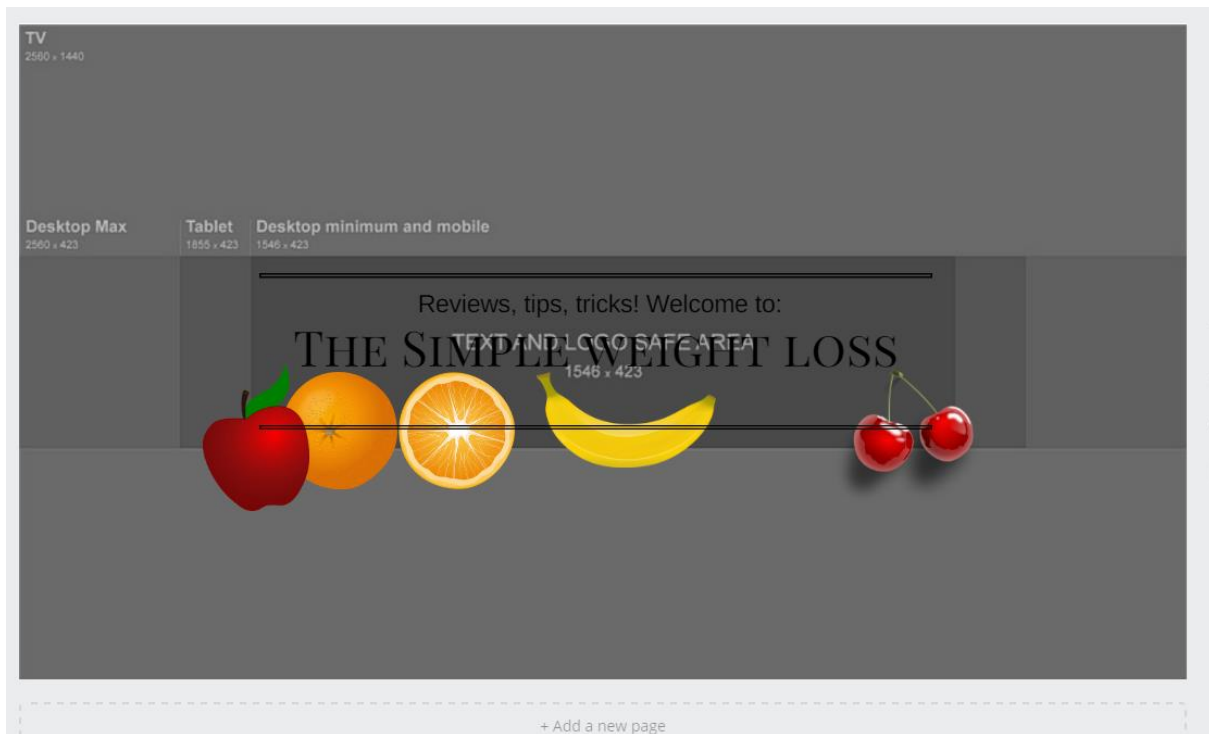 TV
2560 x 1440
Desktop Max
2560 x 423
Tablet
1855 x 423
Desktop minimum and mobile
1546 x 423
Reviews, tips, tricks! Welcome to:
THE SIMPLE WEIGHT LOSS
TEXT AND LOGO SAFE AREA
1546 x 423
+ Add a new page